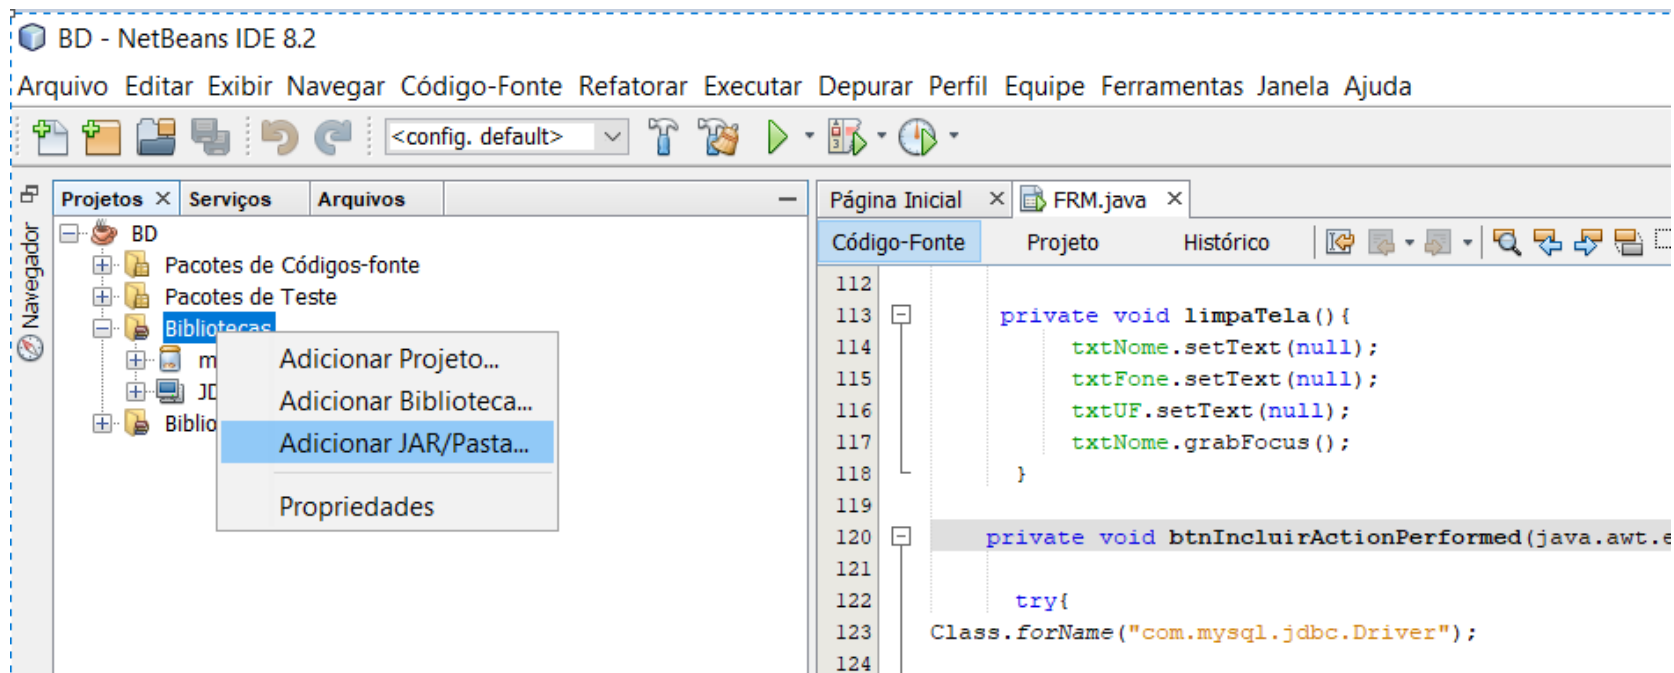 BD - NetBeans IDE 8.2
Arquivo Editar Exibir Navegar Código-Fonte Refatorar Executar Depurar Perfil Equipe Ferramentas Janela Ajuda
<config. default>
Projetos Serviços Arquivos
Navegador
BD
Pacotes de Códigos-fonte
Pacotes de Teste
Bibliotecas
Adicionar Projeto...
Adicionar Biblioteca...
Adicionar JAR/Pasta...
Propriedades
Página Inicial FRM.java
Código-Fonte Projeto Histórico
112
113 private void limpaTela(){
114 txtNome.setText(null);
115 txtFone.setText(null);
116 txtUF.setText(null);
117 txtNome.grabFocus();
118 }
119
120 private void btnIncluirActionPerformed(java.awt.e
121
122 try{
123 Class.forName("com.mysql.jdbc.Driver");
124